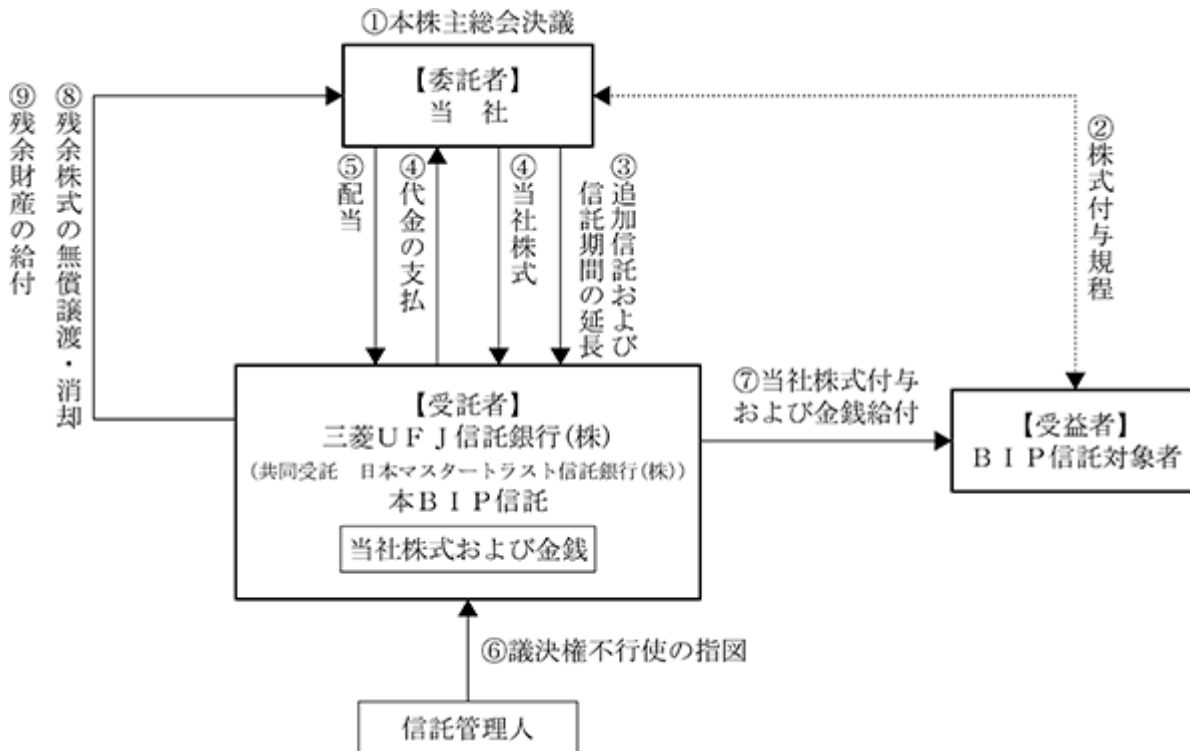 ①本株主総会決議
【委託者】
当　社
⑨残余財産の給付
⑧残余株式の無償譲渡・消却
⑤配当
④代金の支払
④当社株式
③追加信託および
信託期間の延長
②株式付与規程
【受託者】
三菱ＵＦＪ信託銀行(株)
(共同受託　日本マスタートラスト信託銀行(株))
本ＢＩＰ信託
当社株式および金銭
⑦当社株式付与
および金銭給付
【受益者】
ＢＩＰ信託対象者
⑥議決権不行使の指図
信託管理人